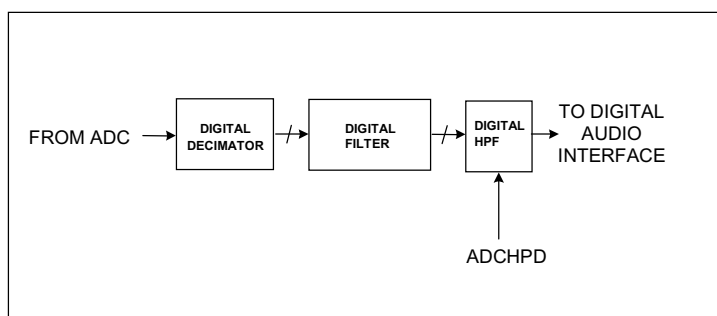 FROM ADC
DIGITAL
DECIMATOR
DIGITAL
FILTER
DIGITAL
HPF
TO DIGITAL
AUDIO
INTERFACE
ADCHPD